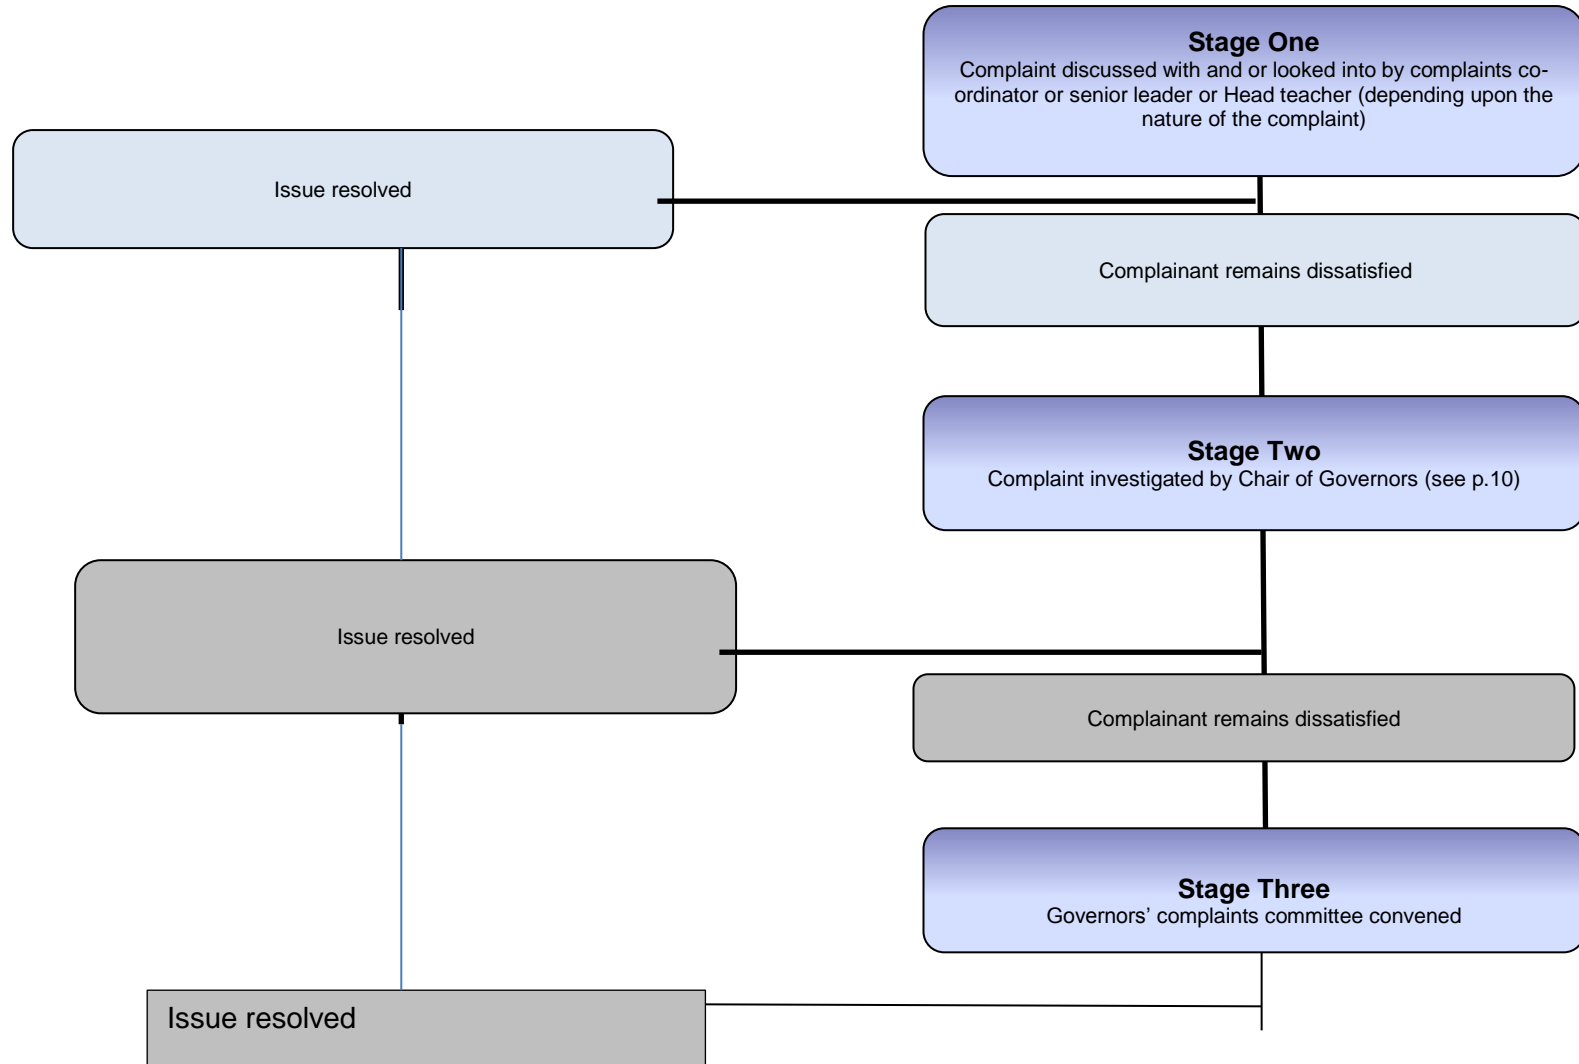 Stage One
Complaint discussed with and or looked into by complaints co-
ordinator or senior leader or Head teacher (depending upon the
nature of the complaint)
Issue resolved
Complainant remains dissatisfied
Stage Two
Complaint investigated by Chair of Governors (see p.10)
Issue resolved
Complainant remains dissatisfied
Stage Three
Governors’ complaints committee convened
Issue resolved